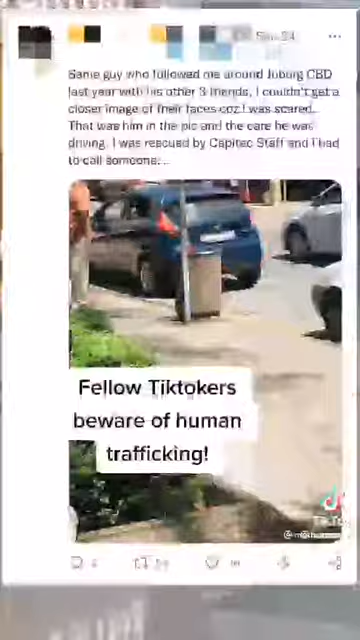 Same guy who followed me around Joburg CBD
last year with his other 3 friends, I couldn't get a
closer image of their faces coz I was scared.
That was him in the pic and the care he was
driving. I was rescued by Capitec Staff and I had
to call someone...
Fellow Tiktokers
beware of human
trafficking!